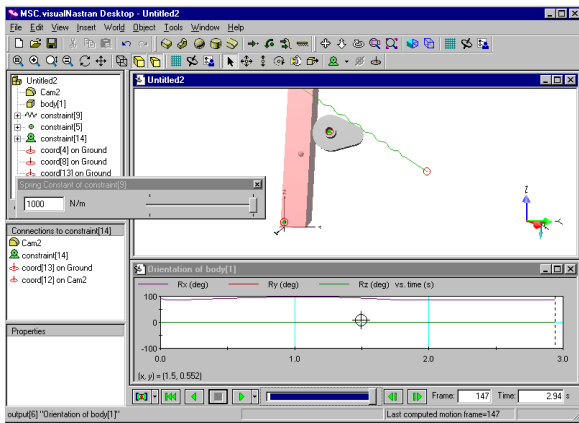 MSC.visualNastran Desktop - Untitled2
File Edit View Insert World Object Tools Window Help
Untitled2
Cam2
body[1]
constraint[9]
constraint[5]
constraint[14]
coord[4] on Ground
coord[8] on Ground
coord[13] on Ground
Spring Constant of constraint[9]
1000 N/m
Connections to constraint[14]
Cam2
constraint[14]
coord[13] on Ground
coord[12] on Cam2
Properties
Untitled2
Z
Orientation of body[1]
Rx (deg) Ry (deg) Rz (deg) vs. time (s)
100
0
-100
0.0 1.0 2.0 3.0
(x, y) = (1.5, 0.552)
Frame: 147 Time: 2.94 s
output[6] "Orientation of body[1]" Last computed motion frame=147